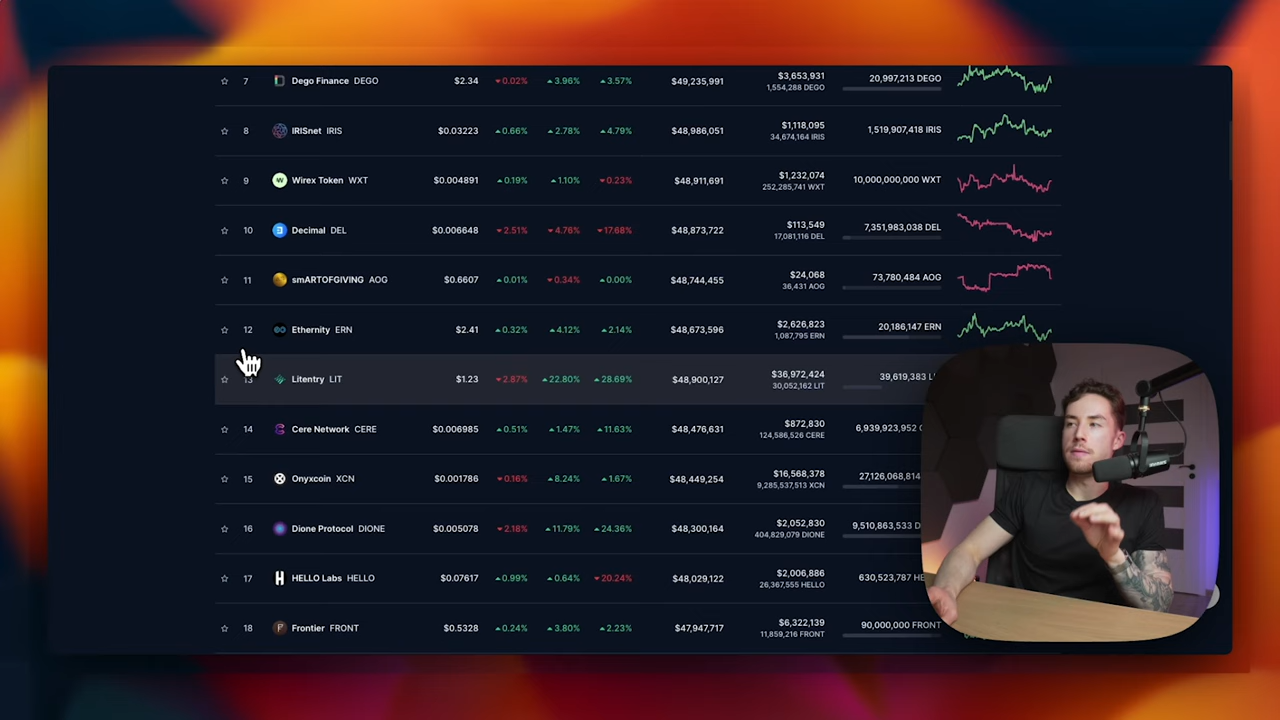 7 Dego Finance DEGO $2.34 0.02% 3.96% 3.57% $49,235,991 $3,653,931 20,997,213 DEGO
1,554,288 DEGO
8 IRISnet IRIS $0.03223 0.66% 2.78% 4.79% $48,986,051 $1,118,095 1,519,907,418 IRIS
34,674,164 IRIS
9 Wirex Token WXT $0.004891 0.19% 1.10% 0.23% $48,911,691 $1,232,074 10,000,000,000 WXT
252,285,741 WXT
10 Decimal DEL $0.006648 2.51% 4.76% 17.68% $48,873,722 $113,549 7,351,983,038 DEL
17,081,116 DEL
11 smARTOFGIVING AOG $0.6607 0.01% 0.34% 0.00% $48,744,455 $24,068 73,780,484 AOG
36,431 AOG
12 Ethernity ERN $2.41 0.32% 4.12% 2.14% $48,673,596 $2,626,823 20,186,147 ERN
1,087,795 ERN
13 Litentry LIT $1.23 2.87% 22.80% 28.69% $48,900,127 $36,972,424 39,619,383
30,052,162 LIT
14 Cere Network CERE $0.006985 0.51% 1.47% 11.63% $48,476,631 $872,830 6,939,923,952
124,586,526 CERE
15 Onyxcoin XCN $0.001786 0.16% 8.24% 1.67% $48,449,254 $16,568,378 27,126,068,814
9,285,537,513 XCN
16 Dione Protocol DIONE $0.005078 2.18% 11.79% 24.36% $48,300,164 $2,052,830 9,510,863,533
404,829,079 DIONE
17 HELLO Labs HELLO $0.07617 0.99% 0.64% 20.24% $48,029,122 $2,006,886 630,523,787
26,367,555 HELLO
18 Frontier FRONT $0.5328 0.24% 3.80% 2.23% $47,947,717 $6,322,139 90,000,000 FRONT
11,859,216 FRONT